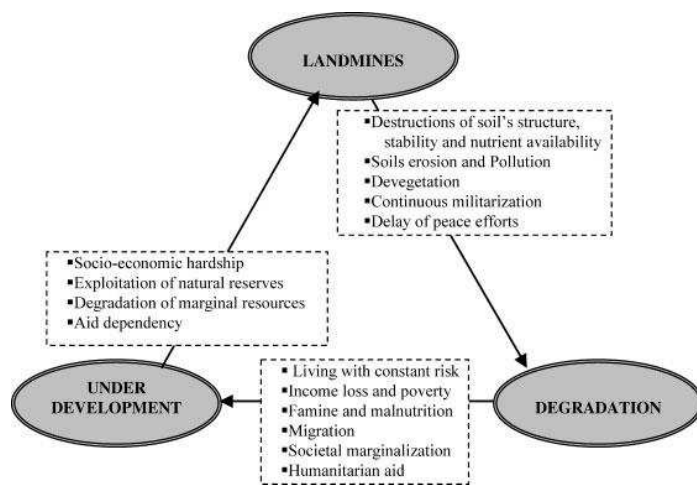 LANDMINES
▪Destructions of soil's structure,
stability and nutrient availability
▪Soils erosion and Pollution
▪Devegetation
▪Continuous militarization
▪Delay of peace efforts
▪Socio-economic hardship
▪Exploitation of natural reserves
▪Degradation of marginal resources
▪Aid dependency
UNDER
DEVELOPMENT
▪Living with constant risk
▪Income loss and poverty
▪Famine and malnutrition
▪Migration
▪Societal marginalization
▪Humanitarian aid
DEGRADATION